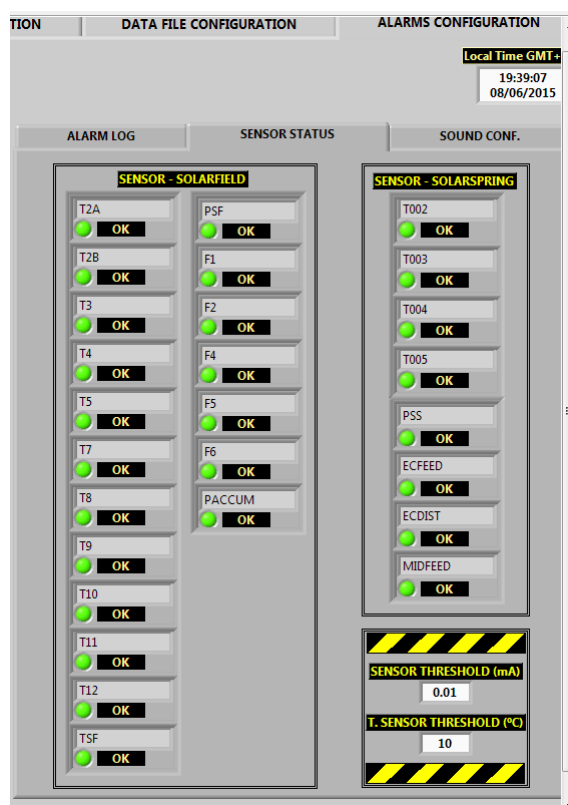 TION DATA FILE CONFIGURATION ALARMS CONFIGURATION
Local Time GMT+
19:39:07
08/06/2015
ALARM LOG SENSOR STATUS SOUND CONF.
SENSOR - SOLARFIELD
T2A
OK
T2B
OK
T3
OK
T4
OK
T5
OK
T7
OK
T8
OK
T9
OK
T10
OK
T11
OK
T12
OK
TSF
OK
PSF
OK
F1
OK
F2
OK
F4
OK
F5
OK
F6
OK
PACCUM
OK
SENSOR - SOLARSPRING
T002
OK
T003
OK
T004
OK
T005
OK
PSS
OK
ECFEED
OK
ECDIST
OK
MIDFEED
OK
SENSOR THRESHOLD (mA)
0.01
T. SENSOR THRESHOLD (ºC)
10